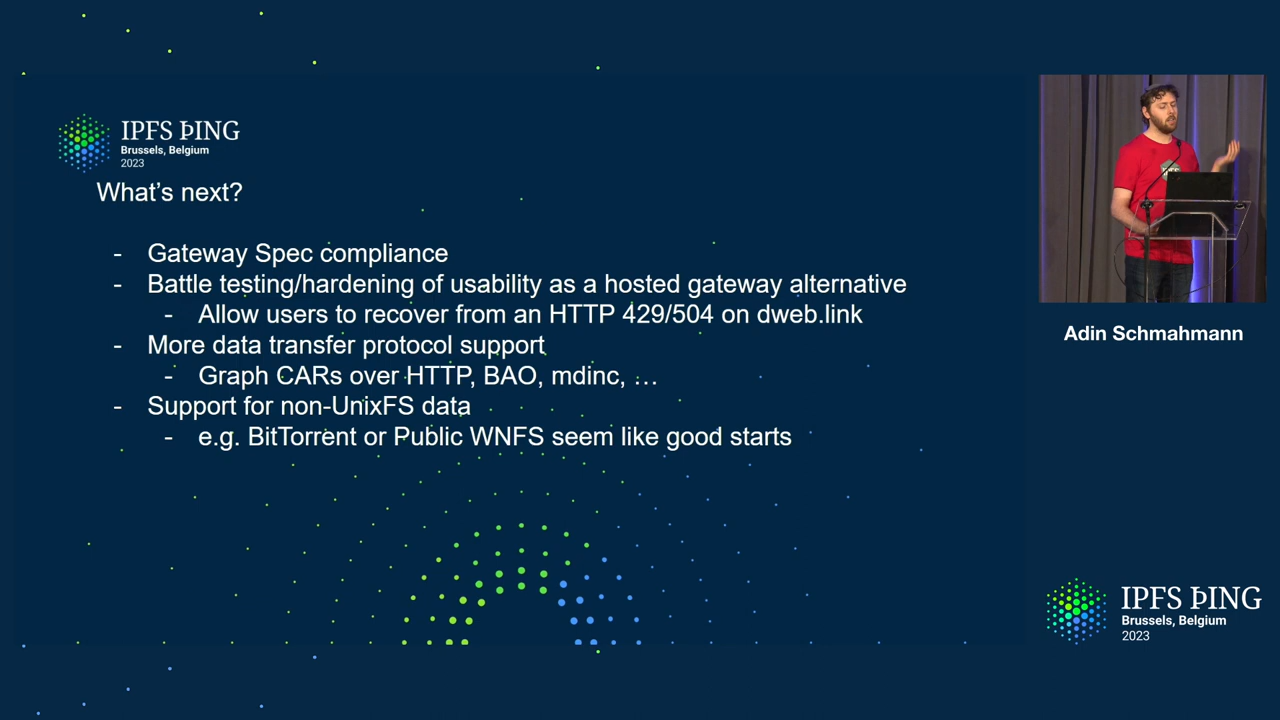 IPFS ÞING
Brussels, Belgium
2023
What's next?
- Gateway Spec compliance
- Battle testing/hardening of usability as a hosted gateway alternative
- Allow users to recover from an HTTP 429/504 on dweb.link
- More data transfer protocol support
- Graph CARs over HTTP, BAO, mdinc, …
- Support for non-UnixFS data
- e.g. BitTorrent or Public WNFS seem like good starts
Adin Schmahmann
IPFS ÞING
Brussels, Belgium
2023